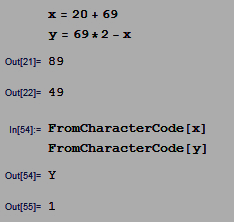 x = 20 + 69
y = 69 * 2 - x
Out[21]= 89
Out[22]= 49
In[54]:= FromCharacterCode[x]
FromCharacterCode[y]
Out[54]= Y
Out[55]= 1